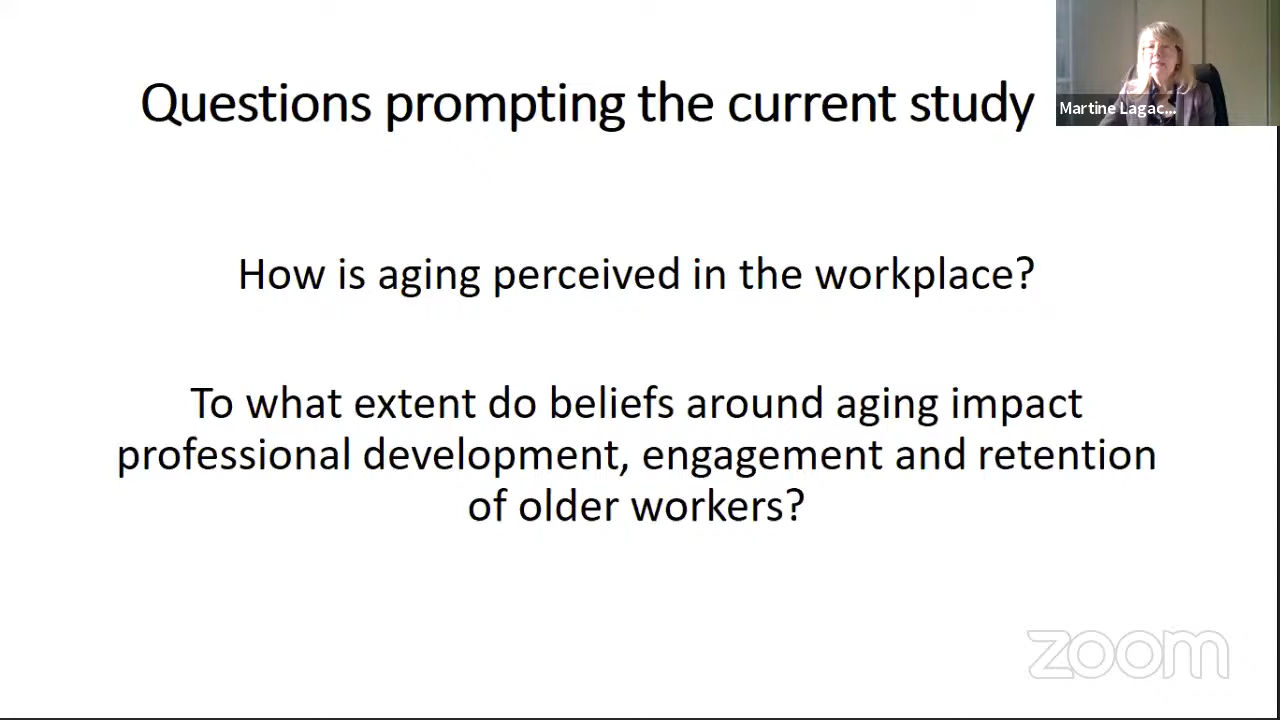 Questions prompting the current study
Martine Lagac...
How is aging perceived in the workplace?
To what extent do beliefs around aging impact
professional development, engagement and retention
of older workers?
zoom